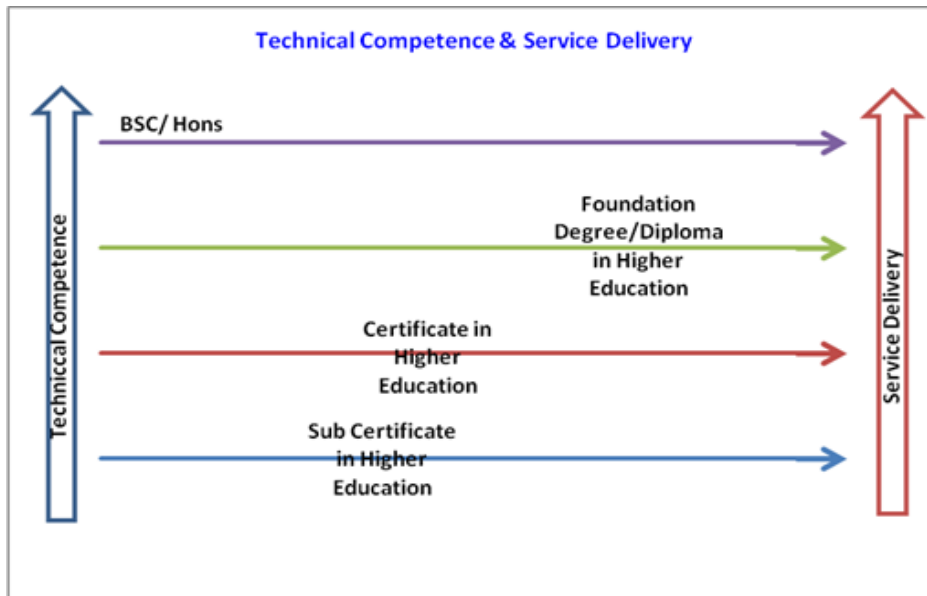 Technical Competence & Service Delivery
BSC/ Hons
Foundation
Degree/Diploma
in Higher
Education
Certificate in
Higher
Education
Sub Certificate
in Higher
Education
Techniccal Competence
Service Delivery